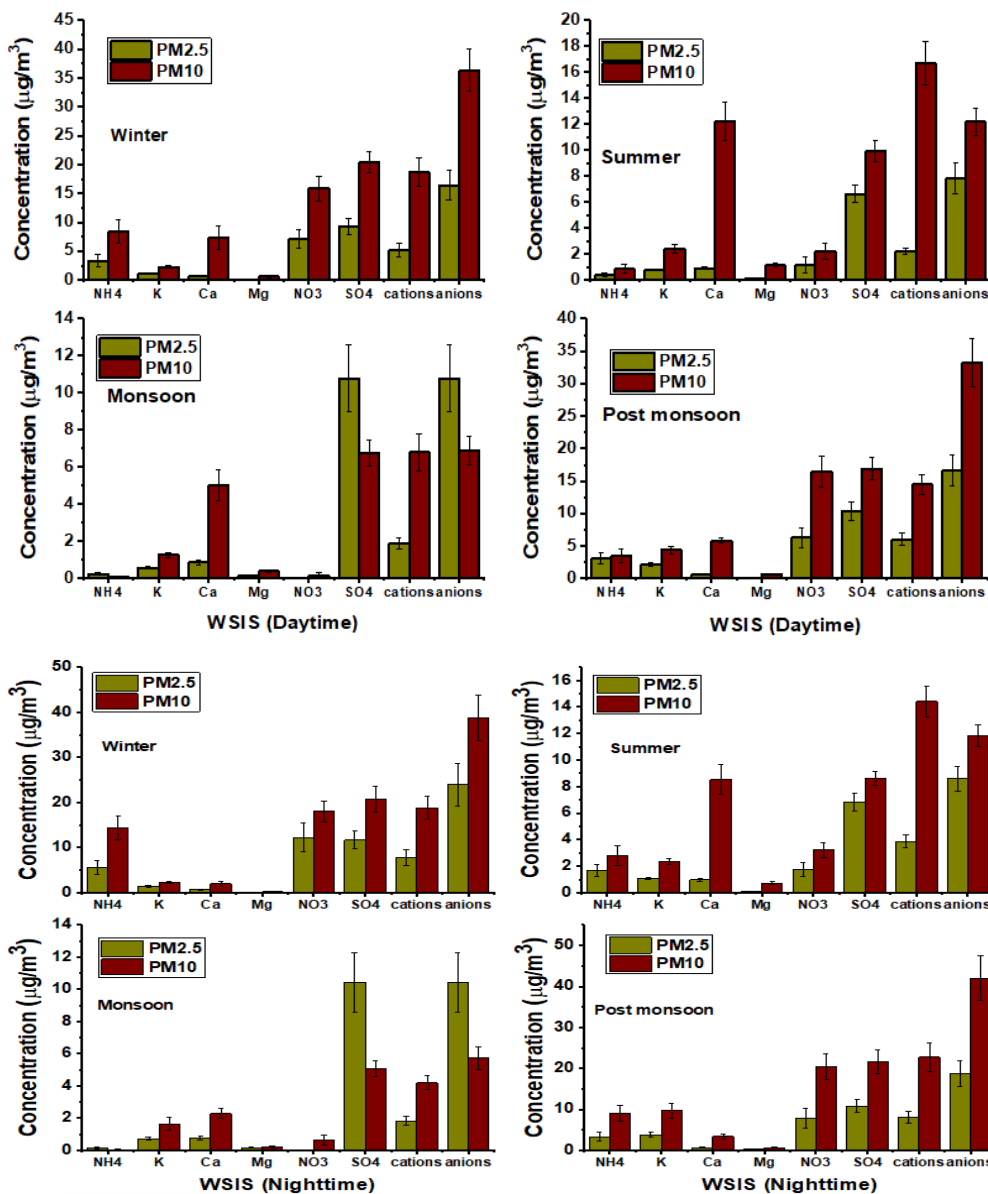 Concentration (µg/m³)
45
40
35
30
25
20
15
10
5
0
PM2.5
PM10
Winter
NH4 K Ca Mg NO3 SO4 cations anions
Concentration (µg/m³)
20
18
16
14
12
10
8
6
4
2
0
PM2.5
PM10
Summer
NH4 K Ca Mg NO3 SO4 cations anions
Concentration (µg/m³)
14
12
10
8
6
4
2
0
PM2.5
PM10
Monsoon
NH4 K Ca Mg NO3 SO4 cations anions
WSIS (Daytime)
Concentration (µg/m³)
40
35
30
25
20
15
10
5
0
PM2.5
PM10
Post monsoon
NH4 K Ca Mg NO3 SO4 cations anions
WSIS (Daytime)
Concentration (µg/m³)
50
40
30
20
10
0
PM2.5
PM10
Winter
NH4 K Ca Mg NO3 SO4 cations anions
Concentration (µg/m³)
16
14
12
10
8
6
4
2
0
PM2.5
PM10
Summer
NH4 K Ca Mg NO3 SO4 cations anions
Concentration (µg/m³)
14
12
10
8
6
4
2
0
PM2.5
PM10
Monsoon
NH4 K Ca Mg NO3 SO4 cations anions
WSIS (Nighttime)
Concentration (µg/m³)
50
40
30
20
10
0
PM2.5
PM10
Post monsoon
NH4 K Ca Mg NO3 SO4 cations anions
WSIS (Nighttime)